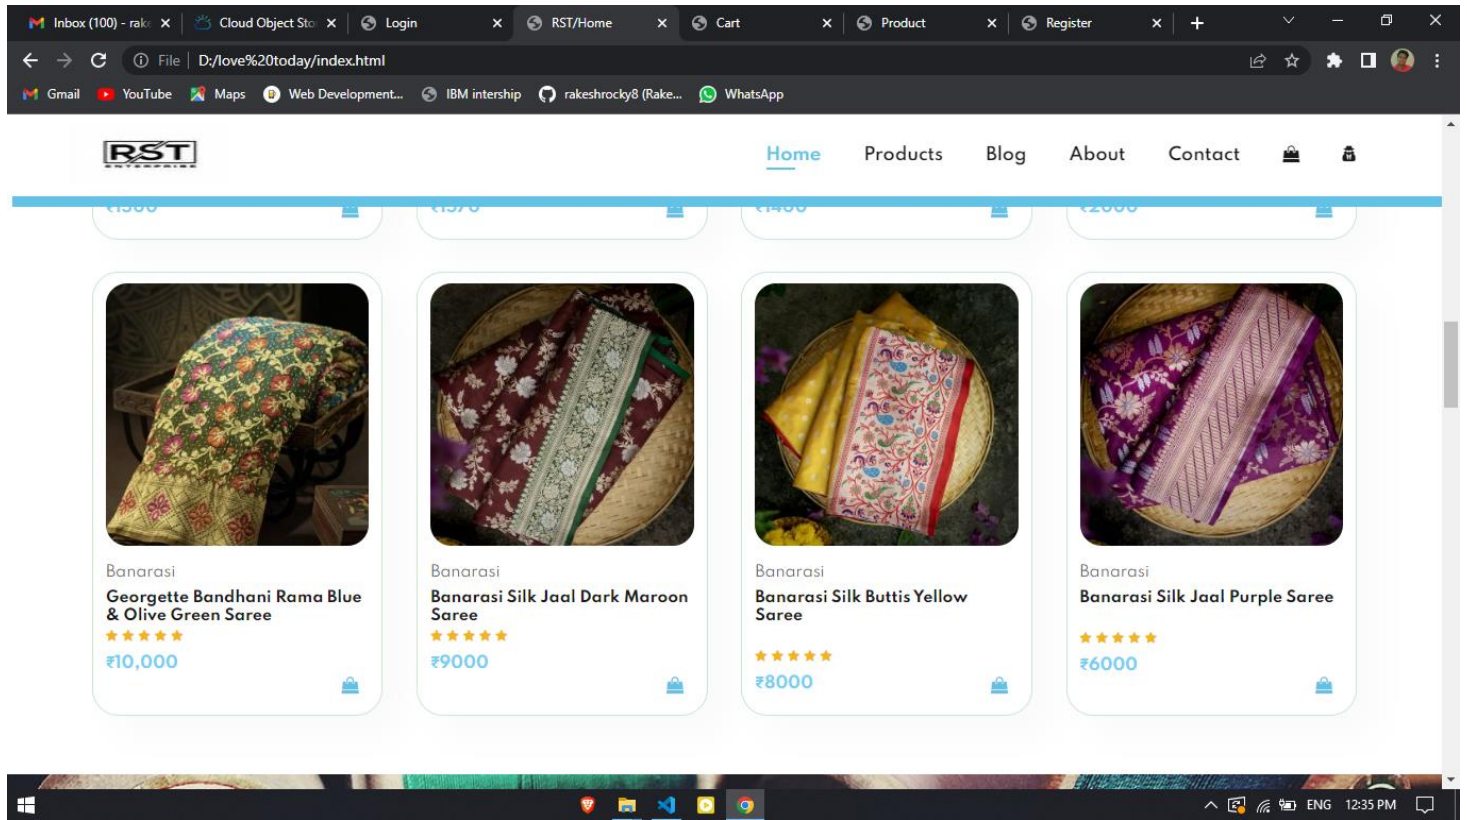 Inbox (100) - rak
Cloud Object Sto
Login
RST/Home
Cart
Product
Register
File
D:/love%20today/index.html
Gmail
YouTube
Maps
Web Development...
IBM intership
rakeshrocky8 (Rake...
WhatsApp
RST
ENTERPRISE
Home
Products
Blog
About
Contact
Banarasi
Georgette Bandhani Rama Blue
& Olive Green Saree
₹10,000
Banarasi
Banarasi Silk Jaal Dark Maroon
Saree
₹9000
Banarasi
Banarasi Silk Buttis Yellow
Saree
₹8000
Banarasi
Banarasi Silk Jaal Purple Saree
₹6000
ENG
12:35 PM